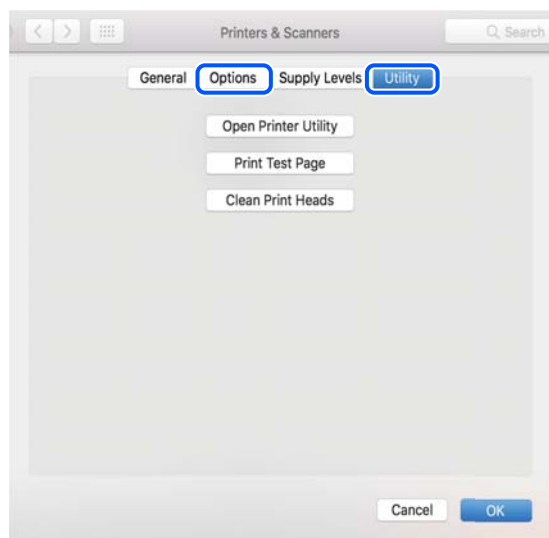 Printers & Scanners
Search
General Options Supply Levels Utility
Open Printer Utility
Print Test Page
Clean Print Heads
Cancel OK